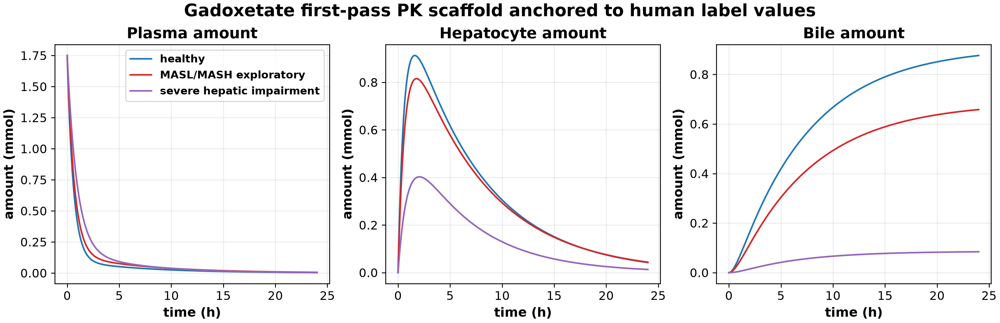 Gadoxetate first-pass PK scaffold anchored to human label values
Plasma amount
amount (mmol)
1.75
1.50
1.25
1.00
0.75
0.50
0.25
0.00
healthy
MASL/MASH exploratory
severe hepatic impairment
0 5 10 15 20 25
time (h)
Hepatocyte amount
amount (mmol)
0.8
0.6
0.4
0.2
0.0
0 5 10 15 20 25
time (h)
Bile amount
amount (mmol)
0.8
0.6
0.4
0.2
0.0
0 5 10 15 20 25
time (h)